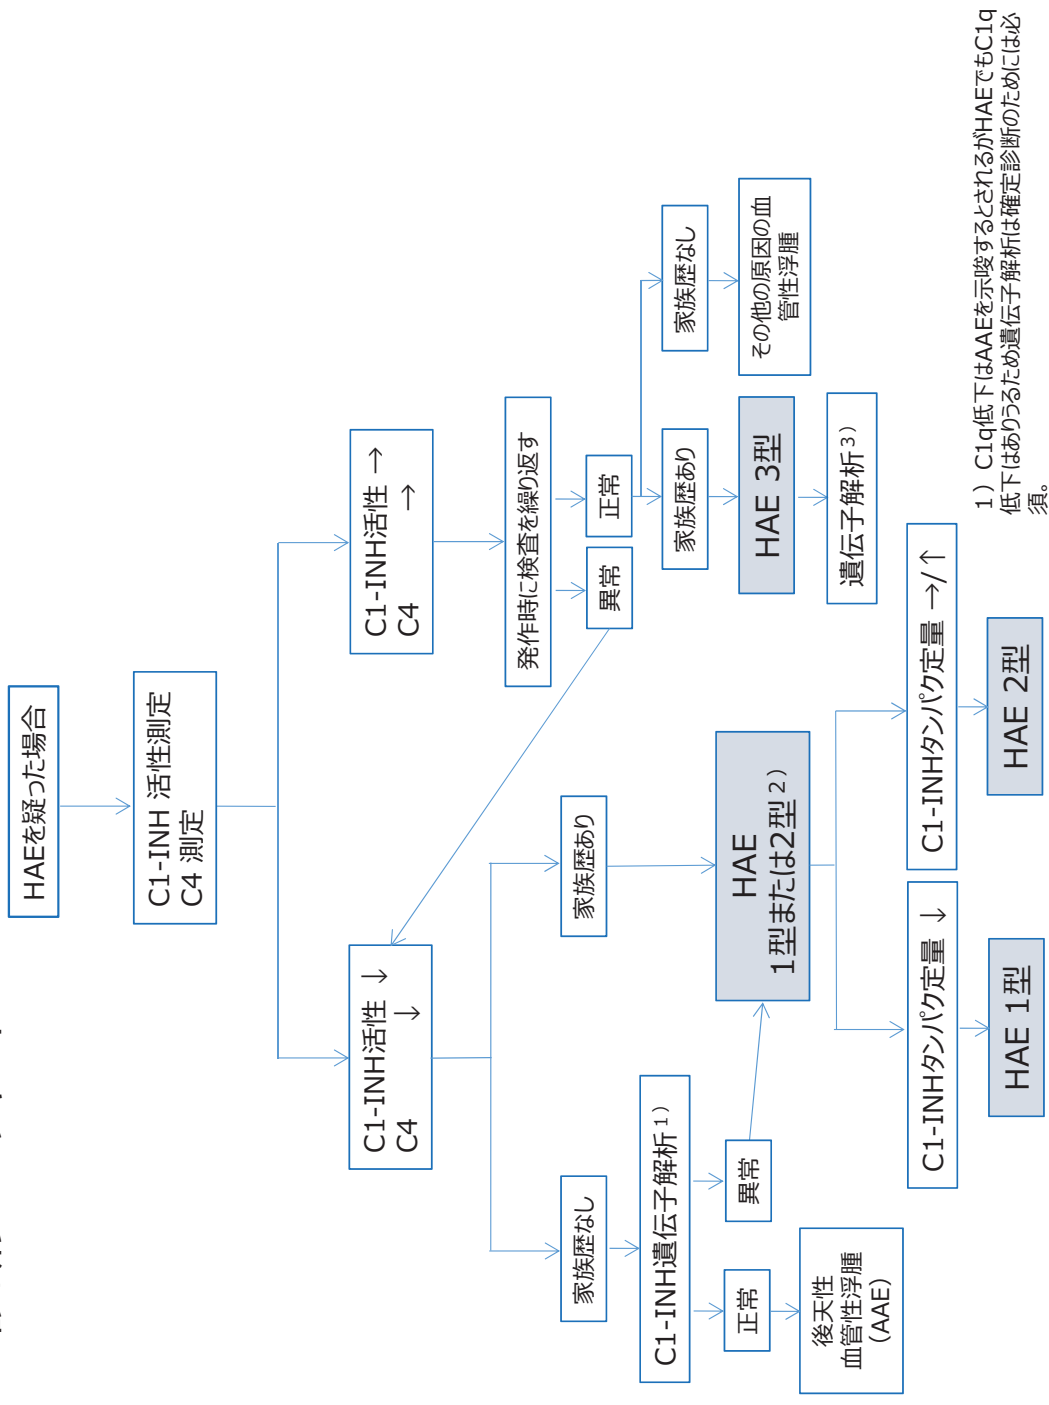 HAEを疑った場合
C1-INH 活性測定
C4 測定
C1-INH活性 ↓
C4 ↓
C1-INH活性 →
C4 →
発作時に検査を繰り返す
異常
正常
家族歴なし
家族歴あり
家族歴あり
家族歴なし
C1-INH遺伝子解析1)
正常
異常
後天性
血管性浮腫
(AAE)
HAE
1型または2型2)
HAE 3型
その他の原因の血
管性浮腫
遺伝子解析3)
C1-INHタンパク定量 ↓
C1-INHタンパク定量 →/↑
HAE 1型
HAE 2型
1）C1q低下はAAEを示唆するとされるがHAEでもC1q
低下はありうるため遺伝子解析は確定診断のためには必
須。